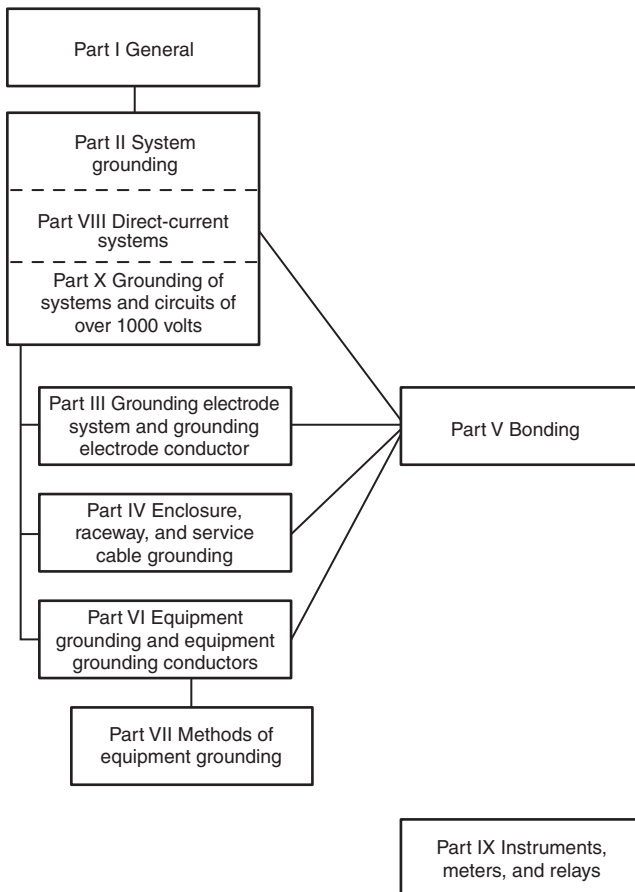 Part I General
Part II System
grounding
Part VIII Direct-current
systems
Part X Grounding of
systems and circuits of
over 1000 volts
Part III Grounding electrode
system and grounding
electrode conductor
Part V Bonding
Part IV Enclosure,
raceway, and service
cable grounding
Part VI Equipment
grounding and equipment
grounding conductors
Part VII Methods of
equipment grounding
Part IX Instruments,
meters, and relays